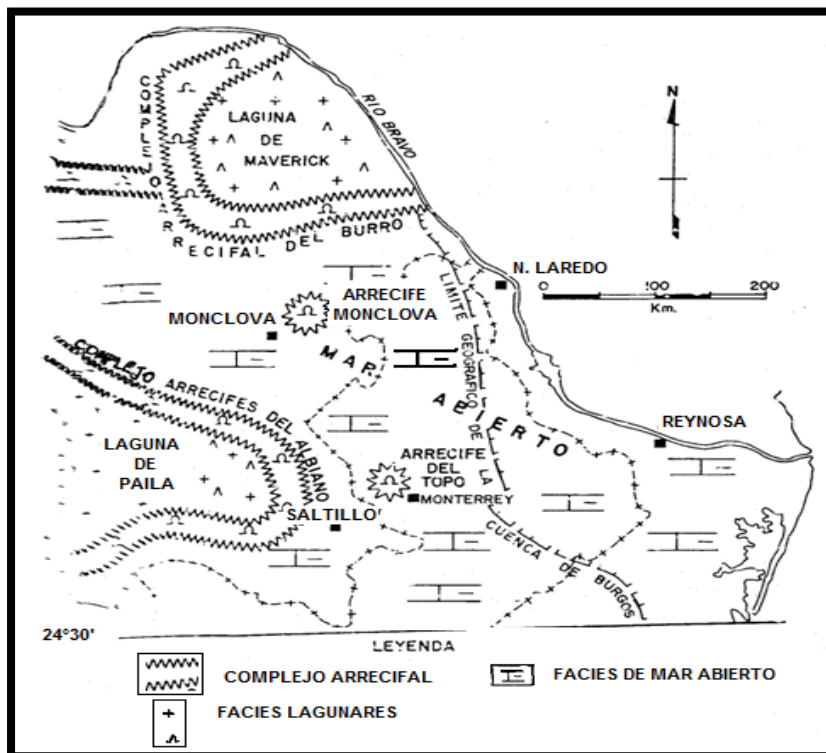 COMPLEJO ARRECIFAL DEL BURRO
LAGUNA
DE
MAVERICK
RIO BRAVO
N
N. LAREDO
0 100 200
Km.
ARRECIFE
MONCLOVA
MONCLOVA
LIMITE GEOGRAFICO DE LA
CUENCA DE BURGOS
MAR
ABIERTO
COMPLEJO ARRECIFES DEL ALBIANO
LAGUNA
DE
PAILA
REYNOSA
ARRECIFE
DEL
TOPO
MONTERREY
SALTILLO
24°30'
LEYENDA
COMPLEJO ARRECIFAL
FACIES DE MAR ABIERTO
FACIES LAGUNARES